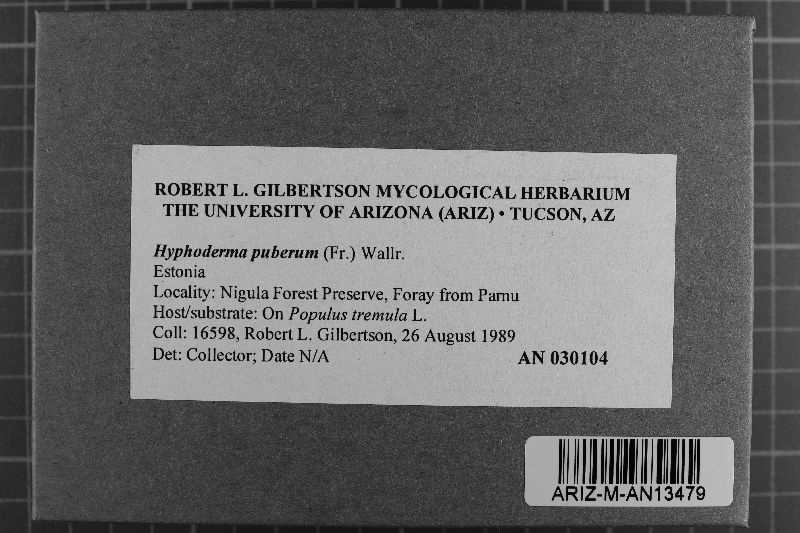 ROBERT L. GILBERTSON MYCOLOGICAL HERBARIUM
THE UNIVERSITY OF ARIZONA (ARIZ) • TUCSON, AZ
Hyphoderma puberum (Fr.) Wallr.
Estonia
Locality: Nigula Forest Preserve, Foray from Parnu
Host/substrate: On Populus tremula L.
Coll: 16598, Robert L. Gilbertson, 26 August 1989
Det: Collector; Date N/A AN 030104
ARIZ-M-AN13479